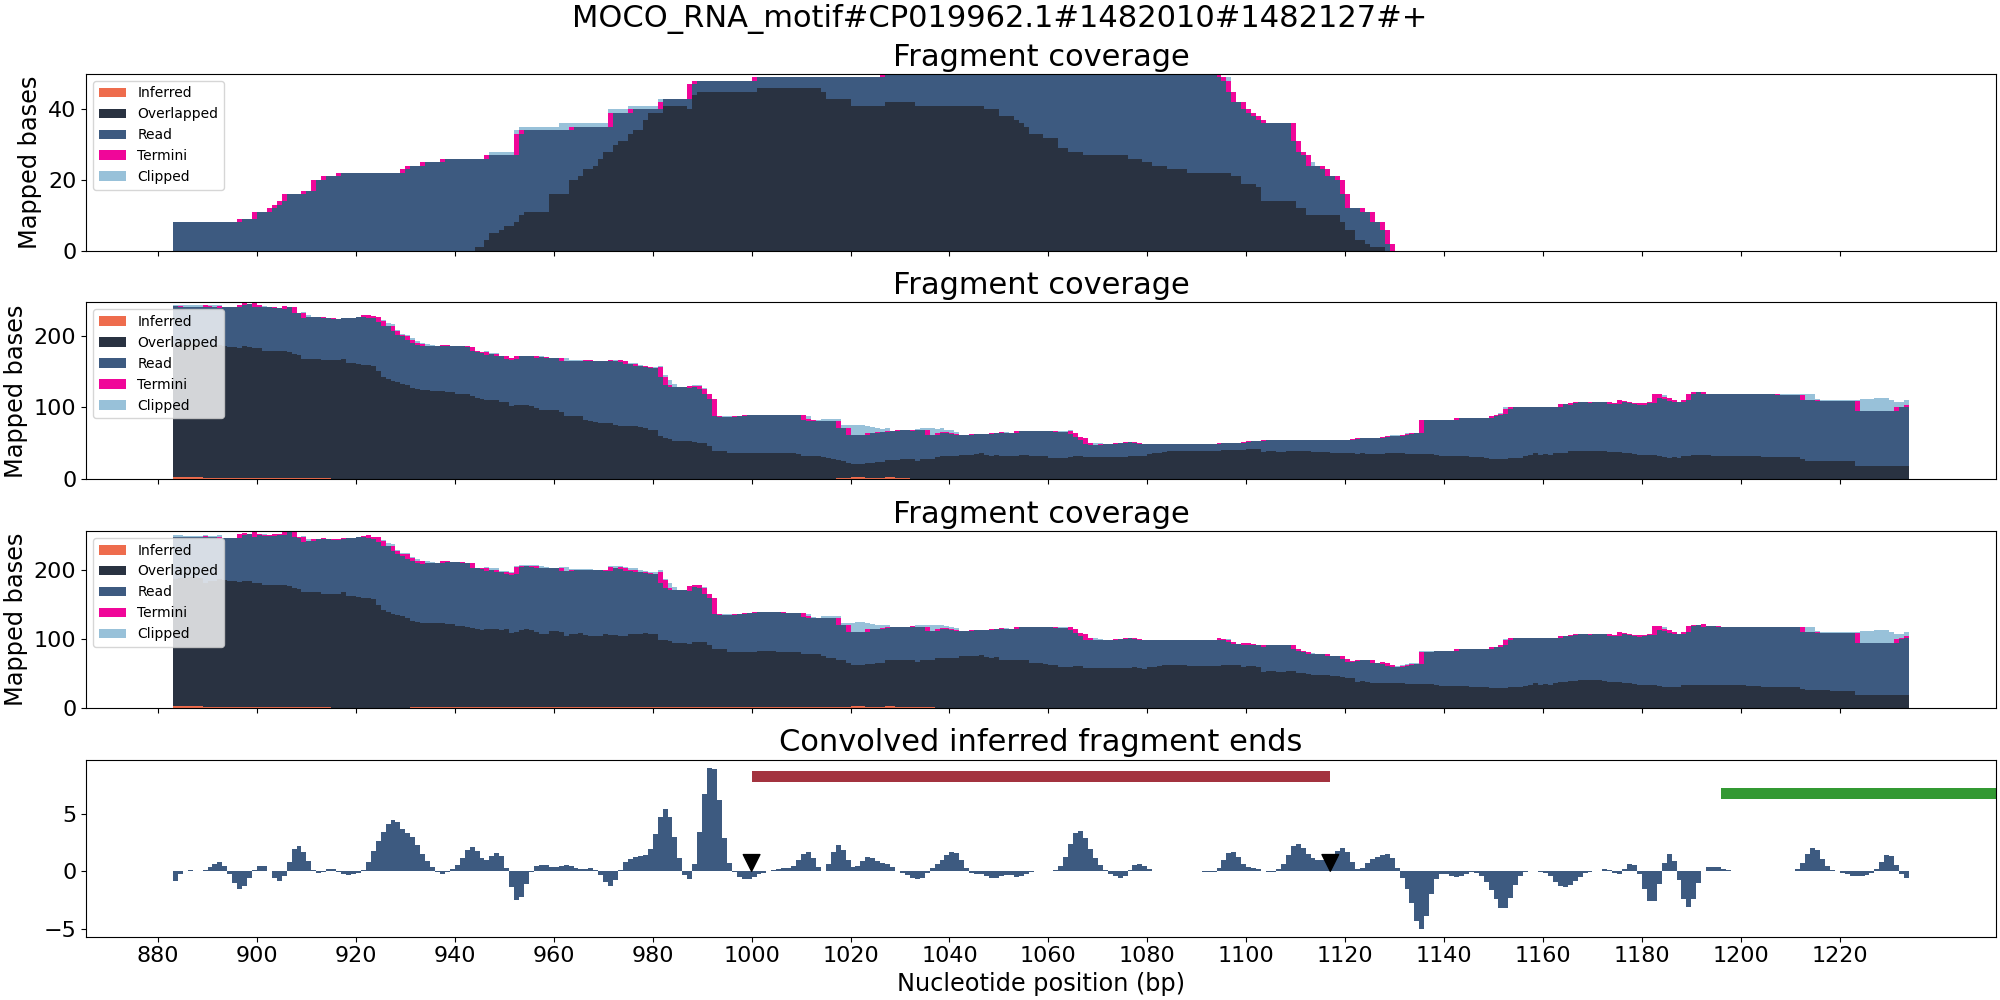 MOCO_RNA_motif#CP019962.1#1482010#1482127#+
Fragment coverage
Mapped bases
40
20
0
Inferred
Overlapped
Read
Termini
Clipped
Fragment coverage
Mapped bases
200
100
0
Inferred
Overlapped
Read
Termini
Clipped
Fragment coverage
Mapped bases
200
100
0
Inferred
Overlapped
Read
Termini
Clipped
Convolved inferred fragment ends
5
0
−5
880 900 920 940 960 980 1000 1020 1040 1060 1080 1100 1120 1140 1160 1180 1200 1220
Nucleotide position (bp)